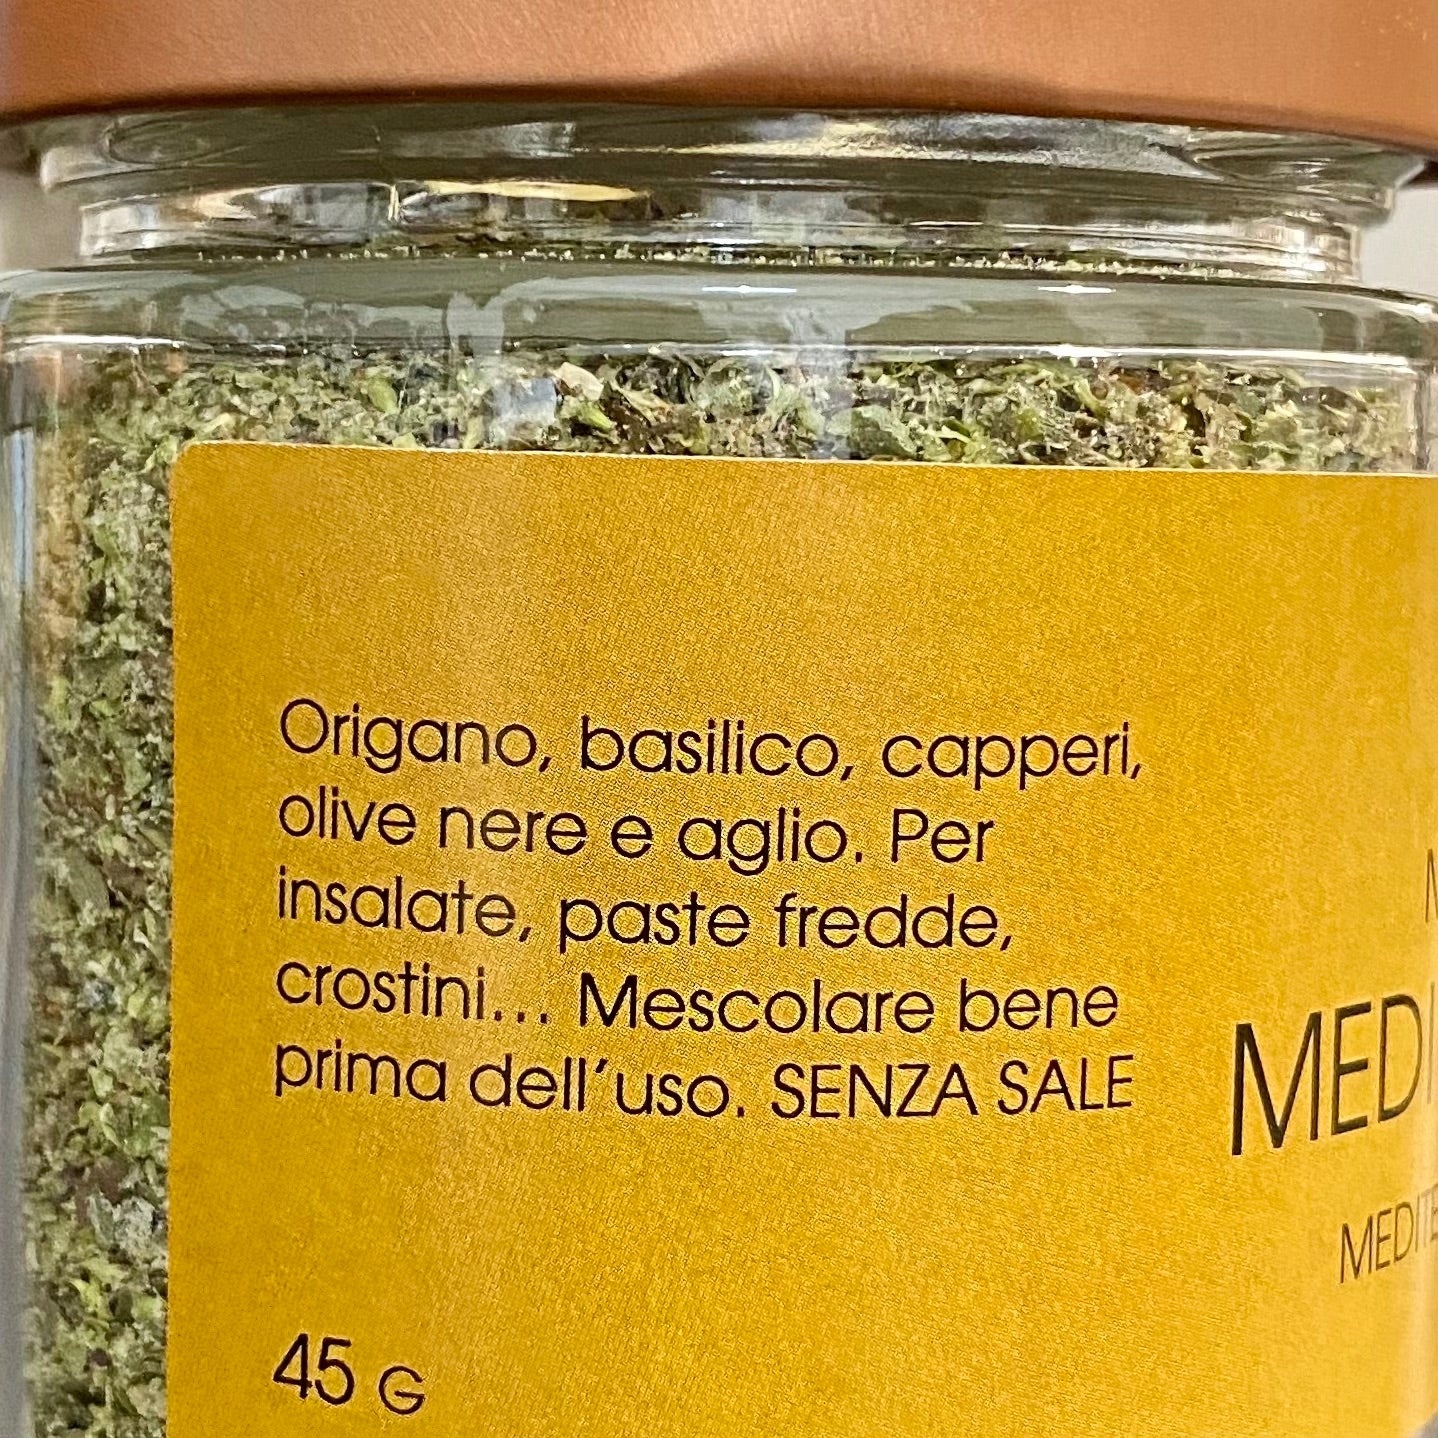 Origano, basilico, capperi,
olive nere e aglio. Per
insalate, paste fredde,
crostini... Mescolare bene
prima dell'uso. SENZA SALE
45 G